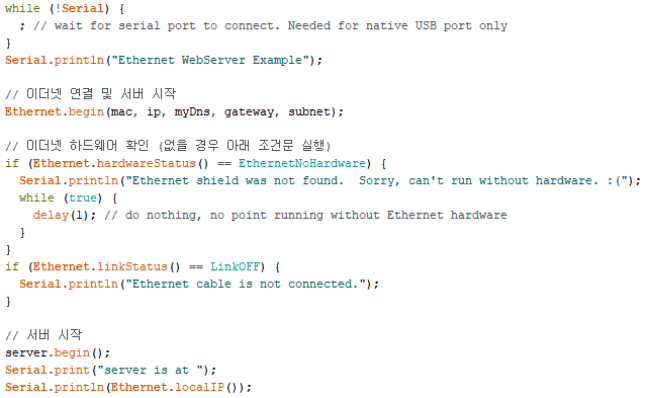 while (!Serial) {
; // wait for serial port to connect. Needed for native USB port only
}
Serial.println("Ethernet WebServer Example");
// 이더넷 연결 및 서버 시작
Ethernet.begin(mac, ip, myDns, gateway, subnet);
// 이더넷 하드웨어 확인 (없을 경우 아래 조건문 실행)
if (Ethernet.hardwareStatus() == EthernetNoHardware) {
Serial.println("Ethernet shield was not found.  Sorry, can't run without hardware. :(");
while (true) {
delay(1); // do nothing, no point running without Ethernet hardware
}
}
if (Ethernet.linkStatus() == LinkOFF) {
Serial.println("Ethernet cable is not connected.");
}
// 서버 시작
server.begin();
Serial.print("server is at ");
Serial.println(Ethernet.localIP());